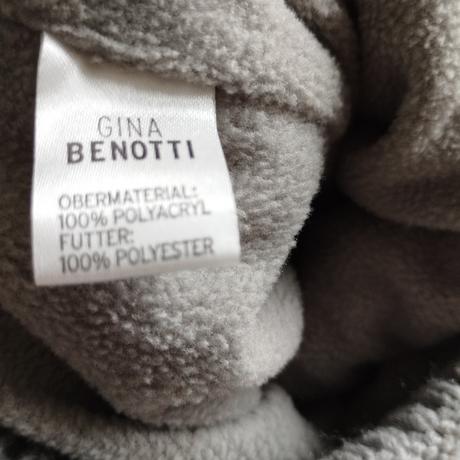 GINA
BENOTTI
OBERMATERIAL:
100% POLYACRYL
FUTTER:
100% POLYESTER